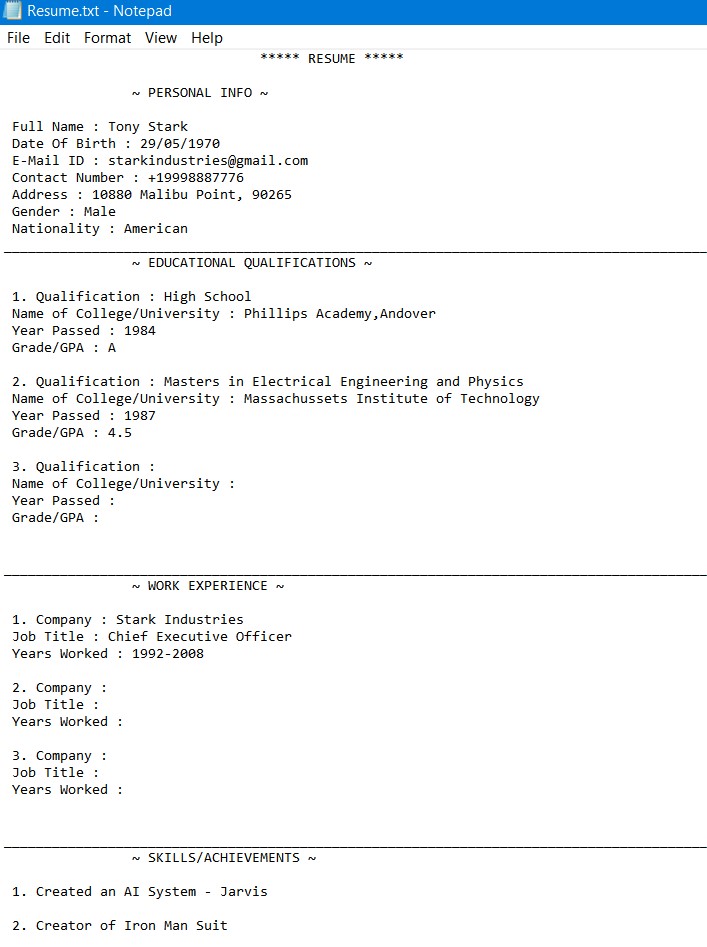 Resume.txt - Notepad
File Edit Format View Help
***** RESUME *****
~ PERSONAL INFO ~
Full Name : Tony Stark
Date Of Birth : 29/05/1970
E-Mail ID : starkindustries@gmail.com
Contact Number : +19998887776
Address : 10880 Malibu Point, 90265
Gender : Male
Nationality : American
~ EDUCATIONAL QUALIFICATIONS ~
1. Qualification : High School
Name of College/University : Phillips Academy,Andover
Year Passed : 1984
Grade/GPA : A
2. Qualification : Masters in Electrical Engineering and Physics
Name of College/University : Massachussets Institute of Technology
Year Passed : 1987
Grade/GPA : 4.5
3. Qualification :
Name of College/University :
Year Passed :
Grade/GPA :
~ WORK EXPERIENCE ~
1. Company : Stark Industries
Job Title : Chief Executive Officer
Years Worked : 1992-2008
2. Company :
Job Title :
Years Worked :
3. Company :
Job Title :
Years Worked :
~ SKILLS/ACHIEVEMENTS ~
1. Created an AI System - Jarvis
2. Creator of Iron Man Suit